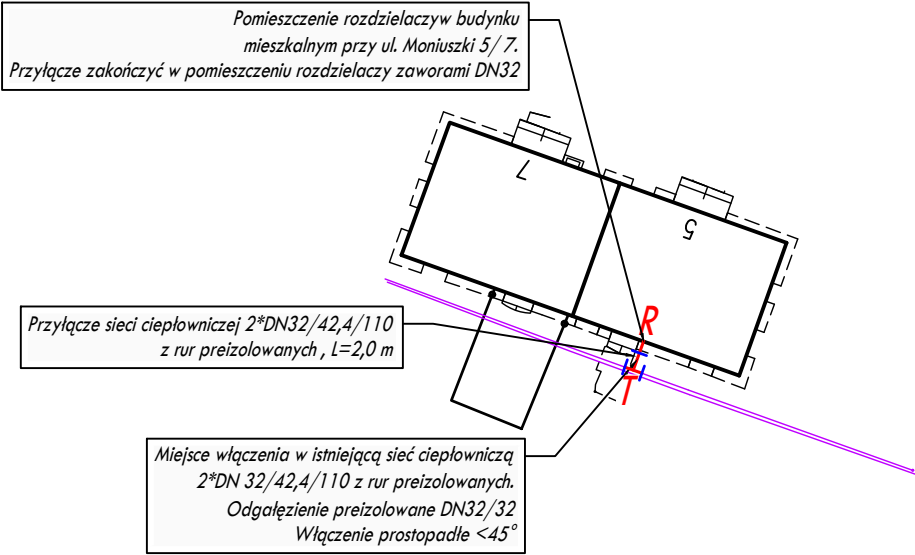 Pomieszczenie rozdzielaczyw budynku
mieszkalnym przy ul. Moniuszki 5/7.
Przyłącze zakończyć w pomieszczeniu rozdzielaczy zaworami DN32
7
5
R
Przyłącze sieci ciepłowniczej 2*DN32/42,4/110
z rur preizolowanych , L=2,0 m
T
Miejsce włączenia w istniejącą sieć ciepłowniczą
2*DN 32/42,4/110 z rur preizolowanych.
Odgałęzienie preizolowane DN32/32
Włączenie prostopadłe <45°